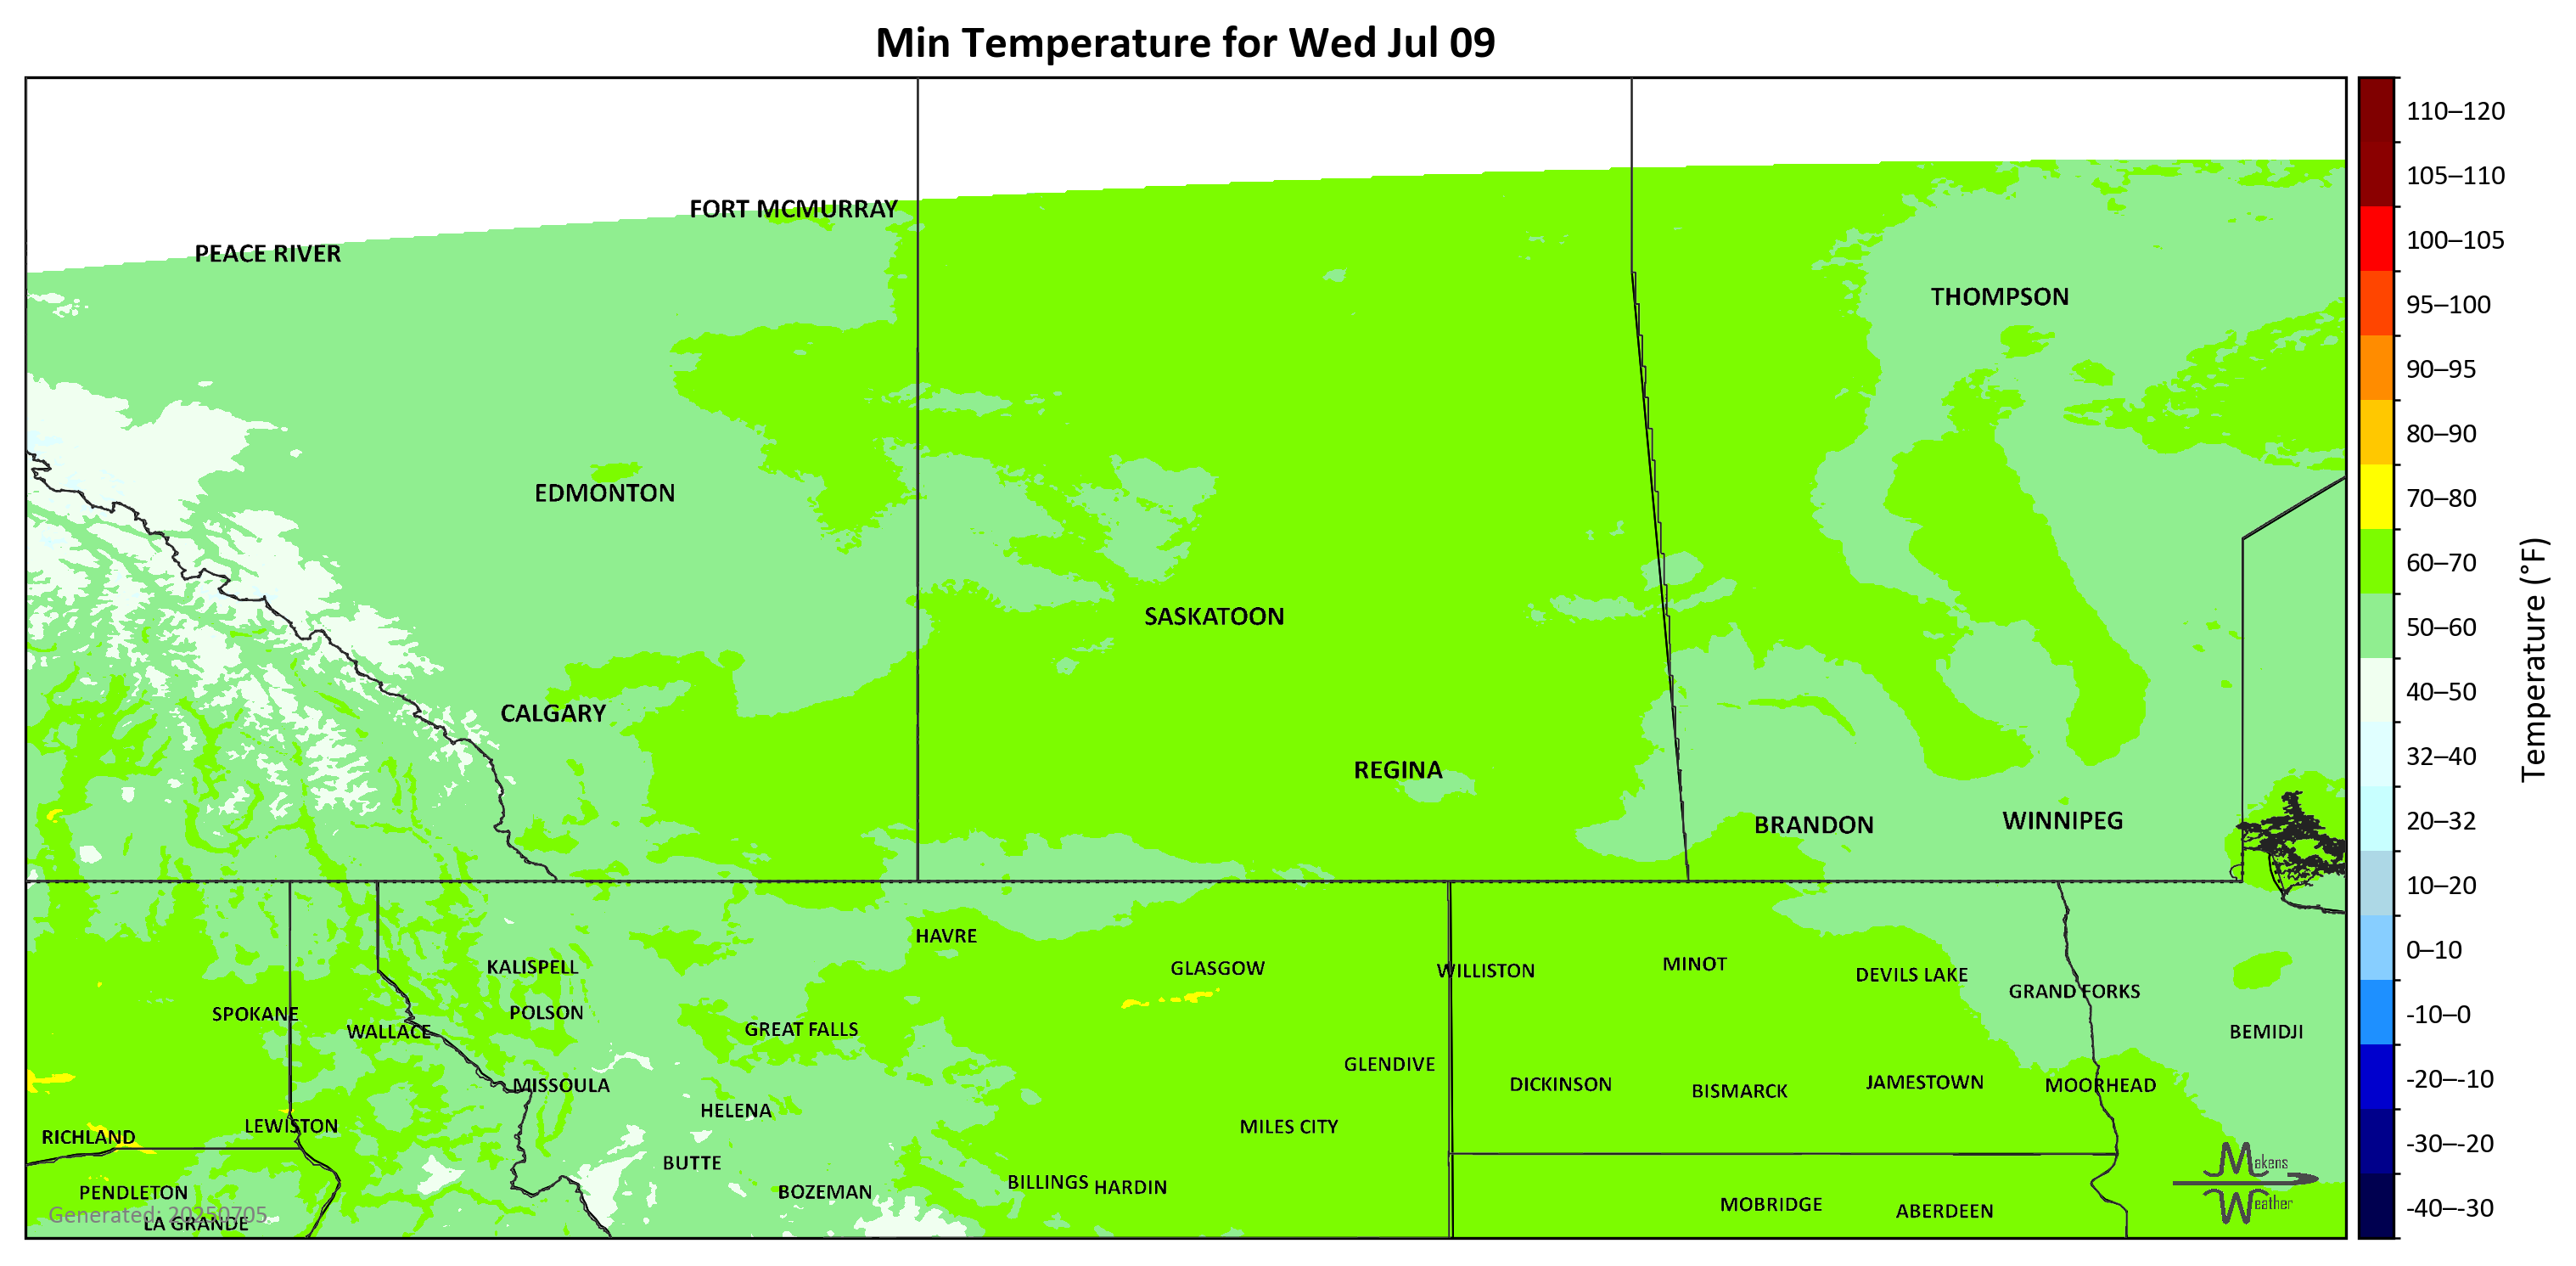 Min Temperature for Wed Jul 09
FORT MCMURRAY
PEACE RIVER
THOMPSON
EDMONTON
SASKATOON
CALGARY
REGINA
BRANDON
WINNIPEG
HAVRE
GLASGOW
WILLISTON
MINOT
DEVILS LAKE
GRAND FORKS
KALISPELL
SPOKANE
POLSON
WALLACE
GREAT FALLS
BEMIDJI
GLENDIVE
MISSOULA
DICKINSON
BISMARCK
JAMESTOWN
MOORHEAD
HELENA
RICHLAND
LEWISTON
MILES CITY
BUTTE
PENDLETON
BOZEMAN
BILLINGS
HARDIN
MOBRIDGE
ABERDEEN
LA GRANDE
Generated: 20250705
Makens
Weather
110–120
105–110
100–105
95–100
90–95
80–90
70–80
60–70
50–60
40–50
32–40
20–32
10–20
0–10
-10–0
-20–-10
-30–-20
-40–-30
Temperature (°F)